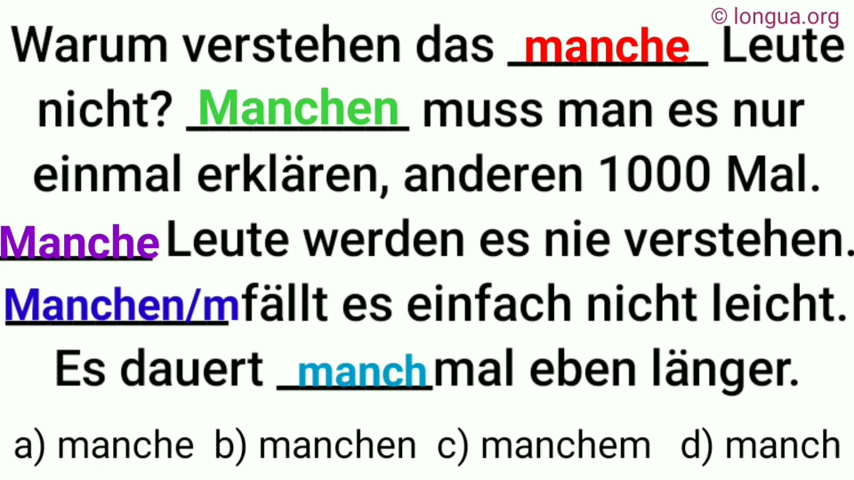 © longua.org
Warum verstehen das manche Leute
nicht? Manchen muss man es nur
einmal erklären, anderen 1000 Mal.
Manche Leute werden es nie verstehen.
Manchen/m fällt es einfach nicht leicht.
Es dauert manchmal eben länger.
a) manche b) manchen c) manchem d) manch